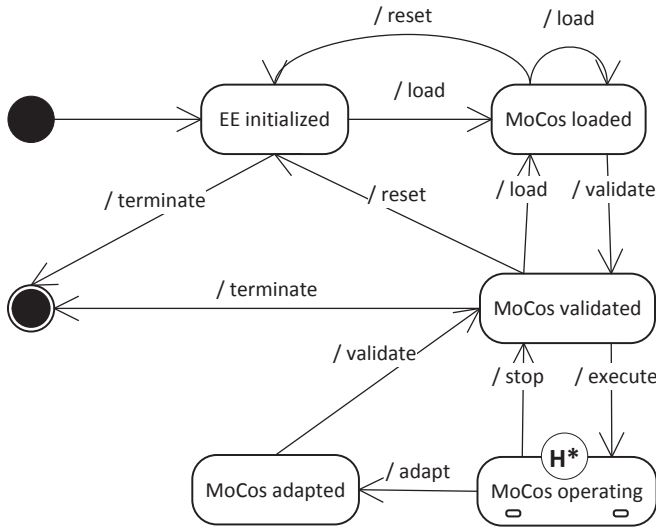 / reset
/ load
/ load
EE initialized
MoCos loaded
/ terminate
/ reset
/ load
/ validate
/ terminate
MoCos validated
/ validate
/ stop
/ execute
H*
/ adapt
MoCos adapted
MoCos operating